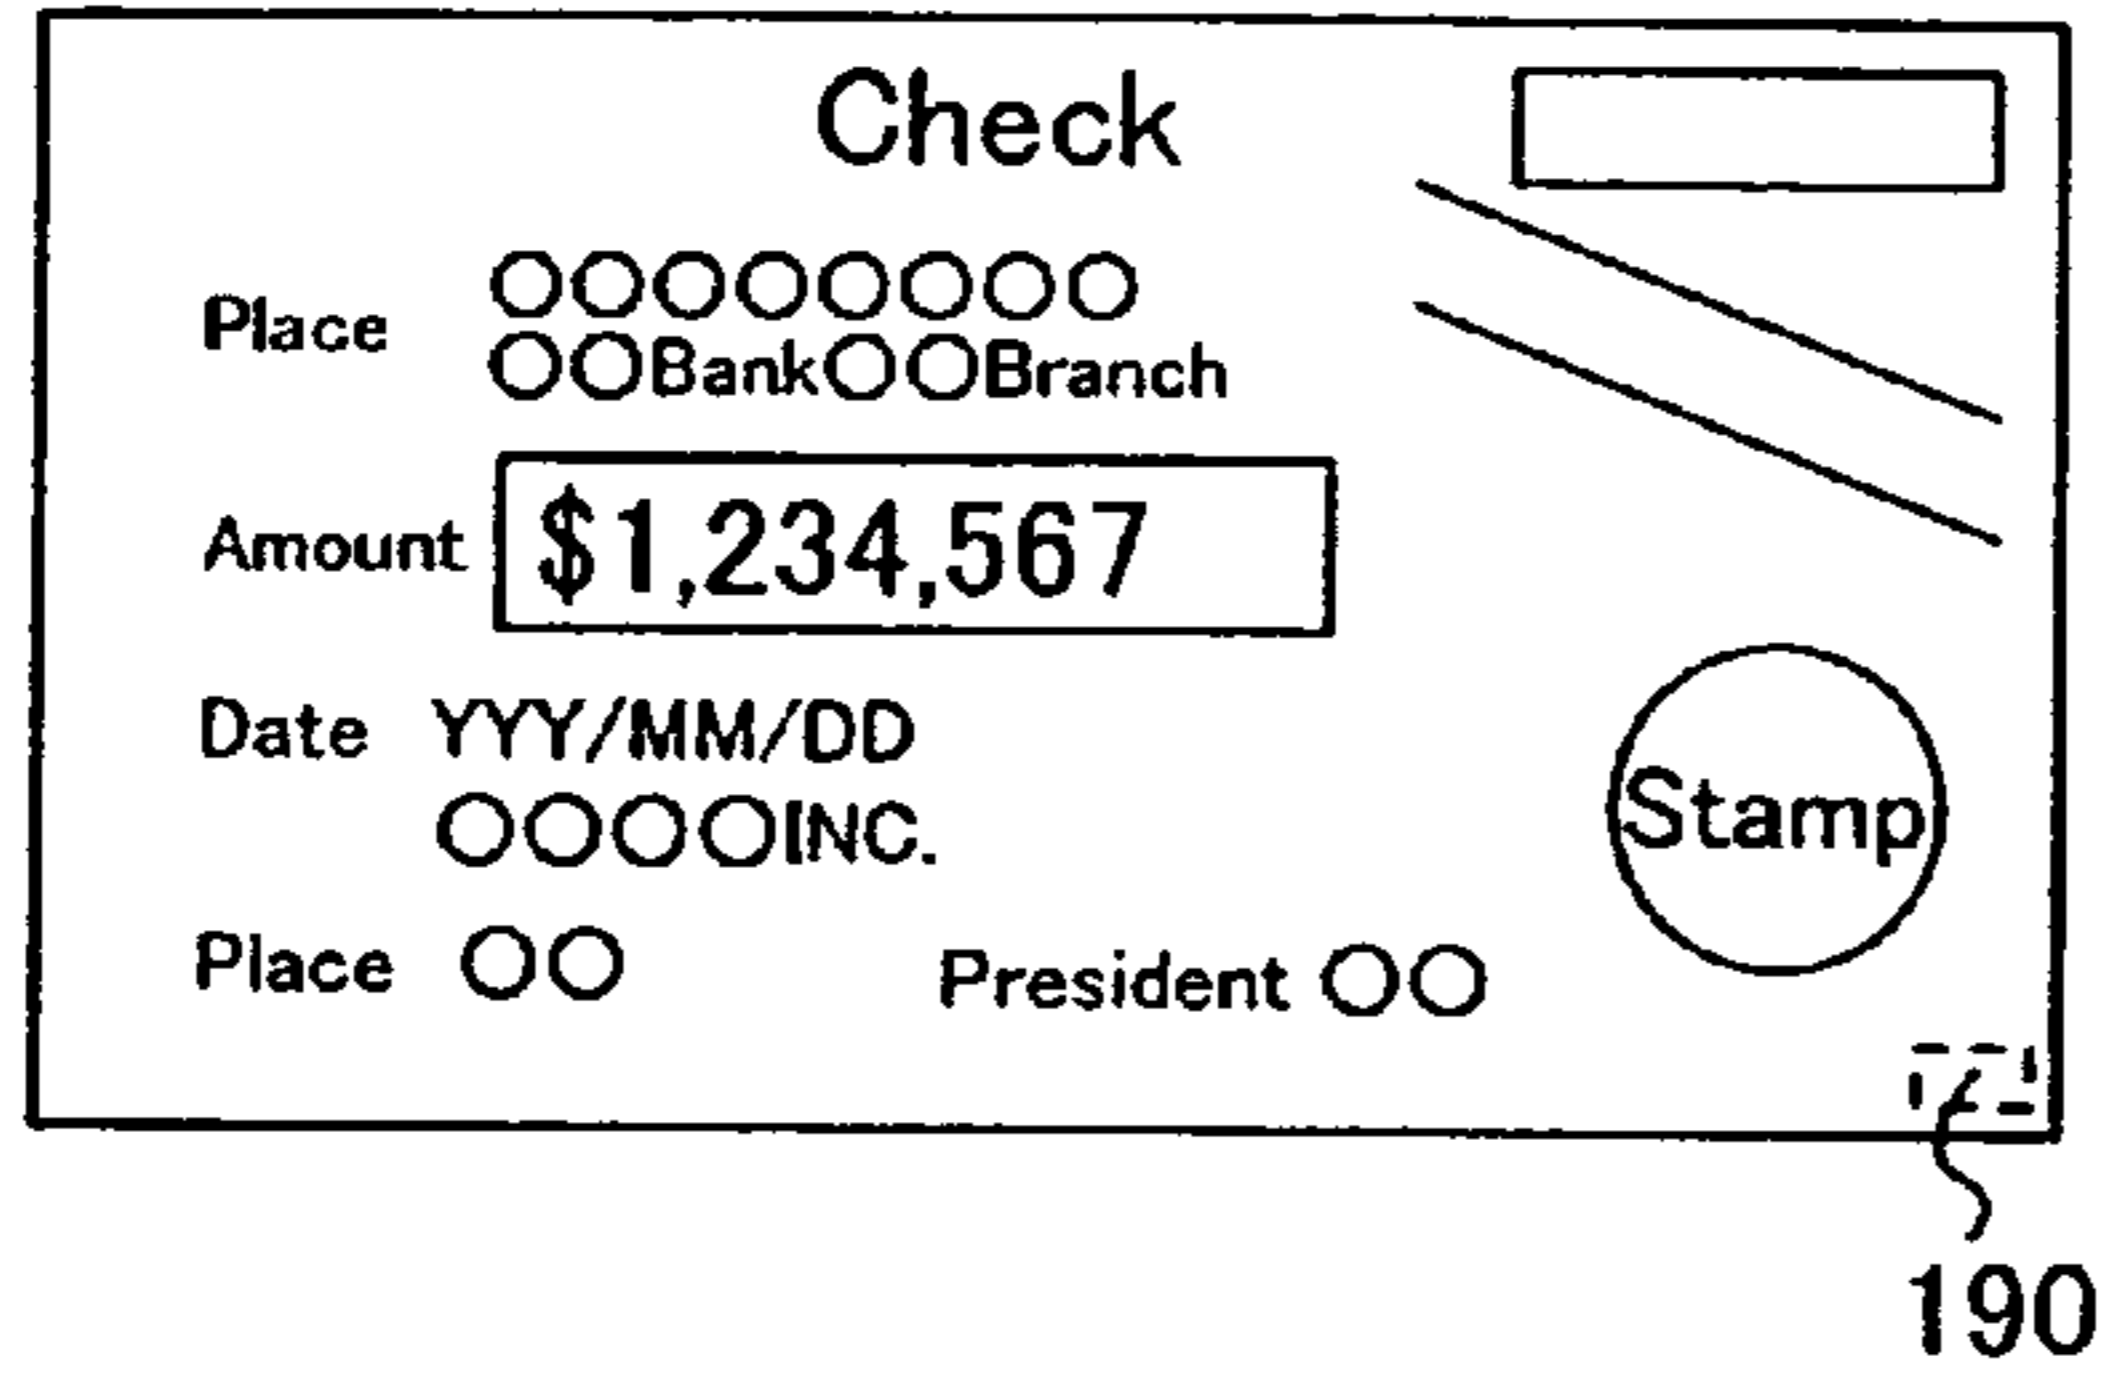 Check
Place ○○○○○○○○
○○Bank○○Branch
Amount $1,234,567
Date YYY/MM/DD
○○○○INC.
Stamp
Place ○○
President ○○
190